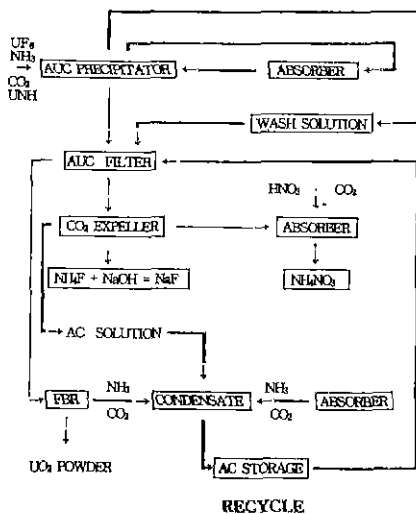 UF₆
NH₃
CO₂
UNH
AUC PRECIPITATOR
ABSORBER
WASH SOLUTION
AUC FILTER
HNO₃ CO₂
CO₂ EXPELLER
ABSORBER
NH₄F + NaOH = NaF
NH₄NO₃
AC SOLUTION
FBR
NH₃
CO₂
CONDENSATE
NH₃
CO₂
ABSORBER
UO₂ POWDER
AC STORAGE
RECYCLE